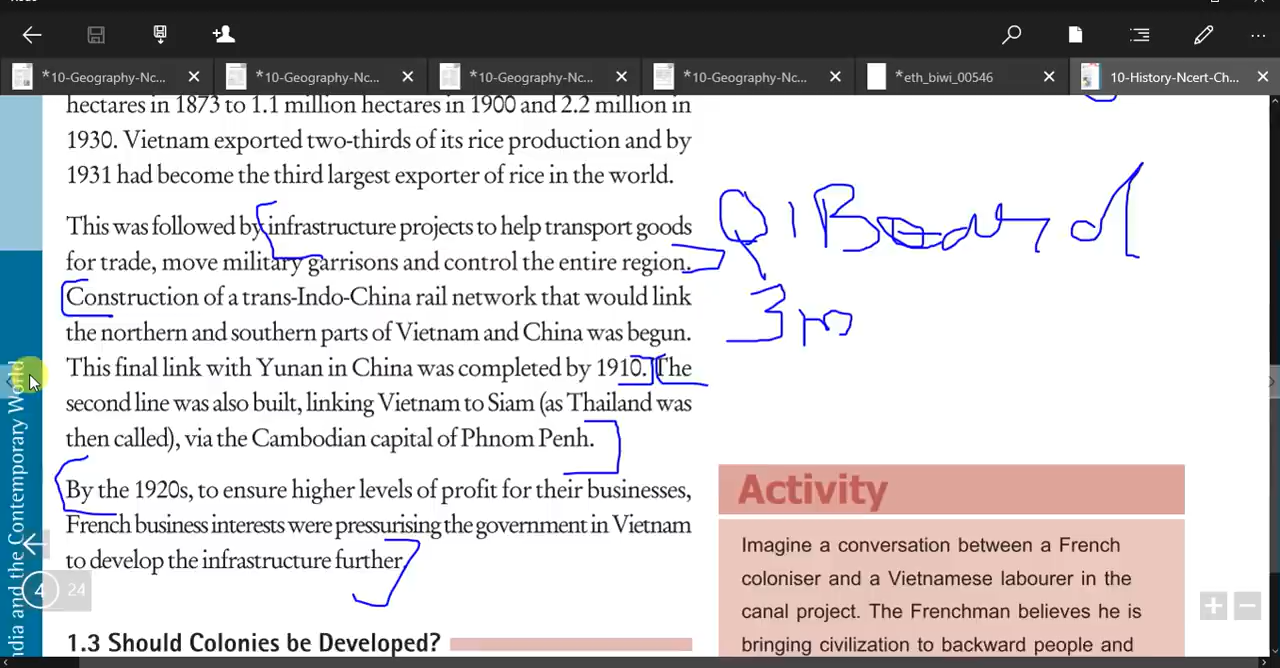 *10-Geography-Nc...
*10-Geography-Nc...
*10-Geography-Nc...
*10-Geography-Nc...
*eth_biwi_00546
10-History-Ncert-Ch...
hectares in 1873 to 1.1 million hectares in 1900 and 2.2 million in
1930. Vietnam exported two-thirds of its rice production and by
1931 had become the third largest exporter of rice in the world.
This was followed by infrastructure projects to help transport goods
for trade, move military garrisons and control the entire region.
Construction of a trans-Indo-China rail network that would link
the northern and southern parts of Vietnam and China was begun.
This final link with Yunan in China was completed by 1910. The
second line was also built, linking Vietnam to Siam (as Thailand was
then called), via the Cambodian capital of Phnom Penh.
By the 1920s, to ensure higher levels of profit for their businesses,
French business interests were pressurising the government in Vietnam
to develop the infrastructure further.
1.3 Should Colonies be Developed?
Q1
3 m
Activity
Imagine a conversation between a French
coloniser and a Vietnamese labourer in the
canal project. The Frenchman believes he is
bringing civilization to backward people and
ndia and the Contemporary World
4 24